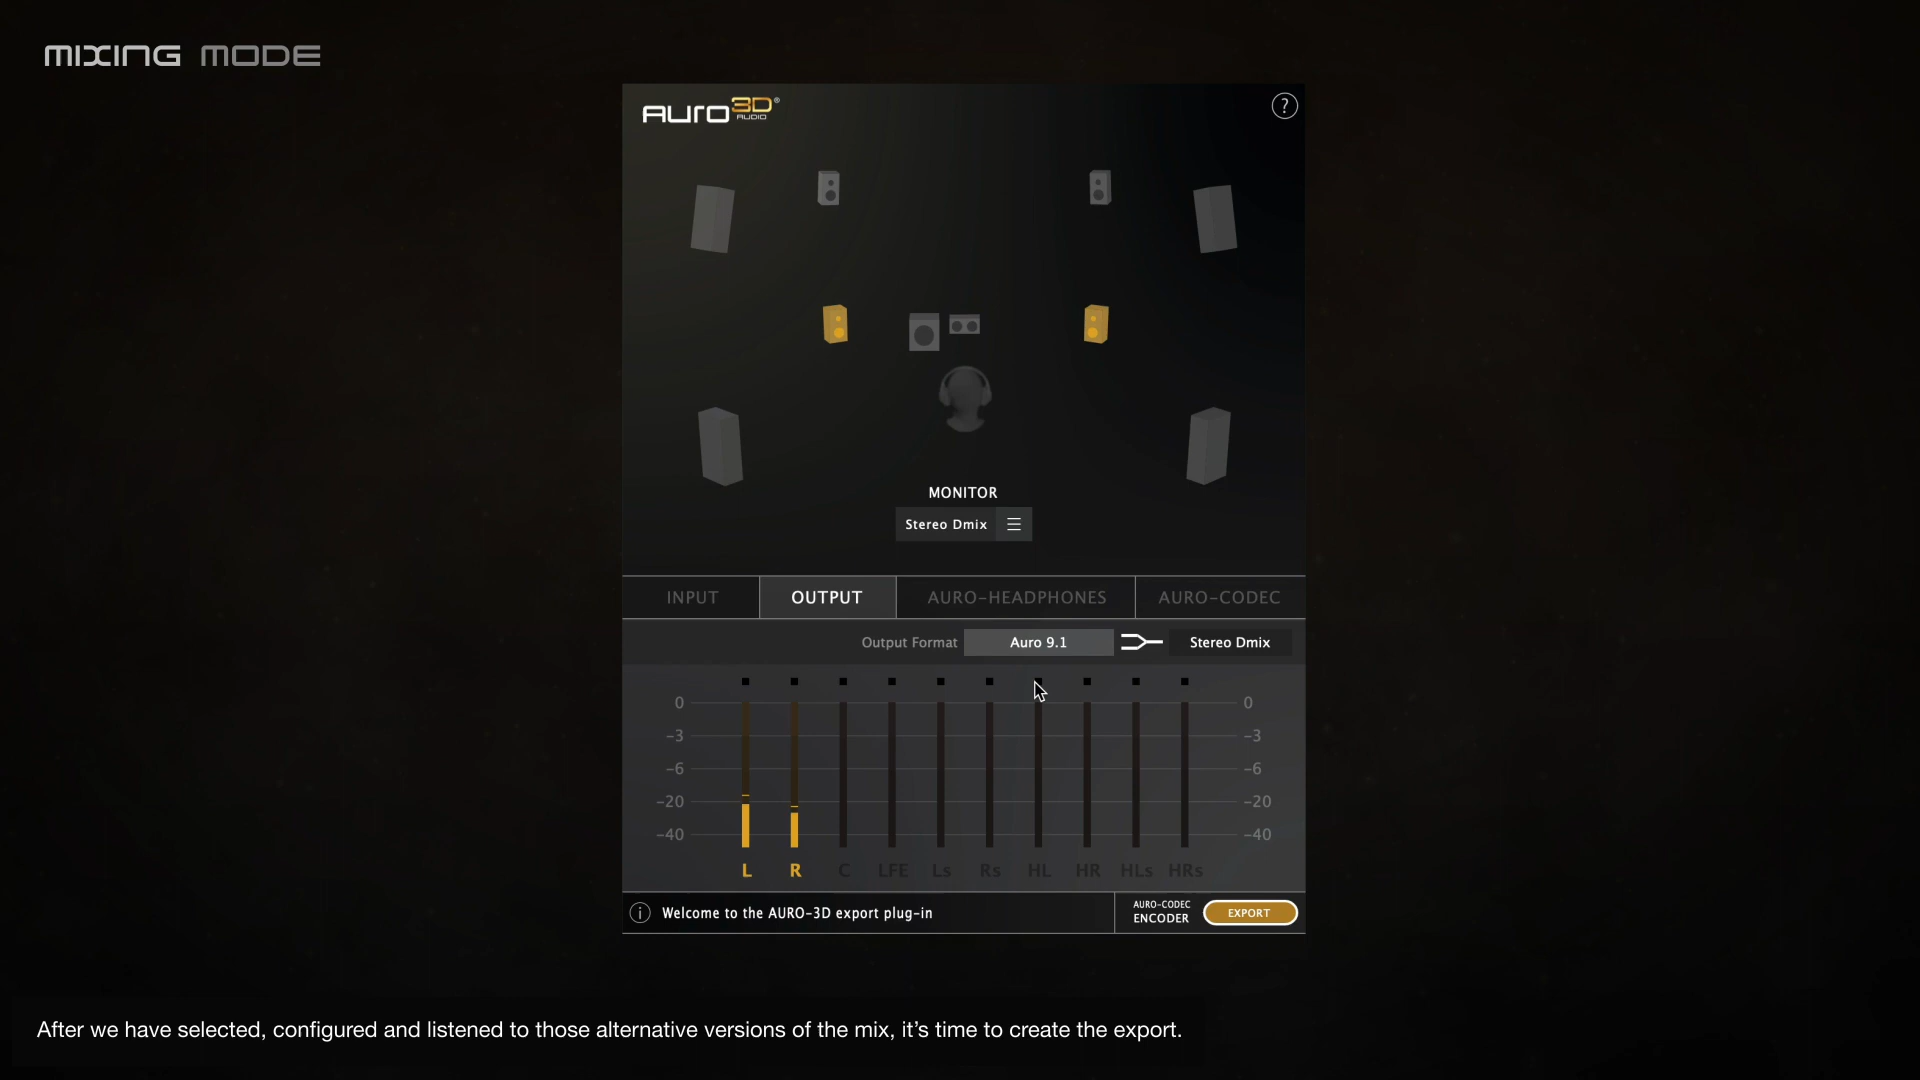 MIXING MODE
AURO 3D®
AUDIO
?
MONITOR
Stereo Dmix
INPUT
OUTPUT
AURO-HEADPHONES
AURO-CODEC
Output Format
Auro 9.1
Stereo Dmix
0 0
-3 -3
-6 -6
-20 -20
-40 -40
L R C LFE Ls Rs HL HR HLs HRs
i
Welcome to the AURO-3D export plug-in
AURO-CODEC
ENCODER
EXPORT
After we have selected, configured and listened to those alternative versions of the mix, it’s time to create the export.